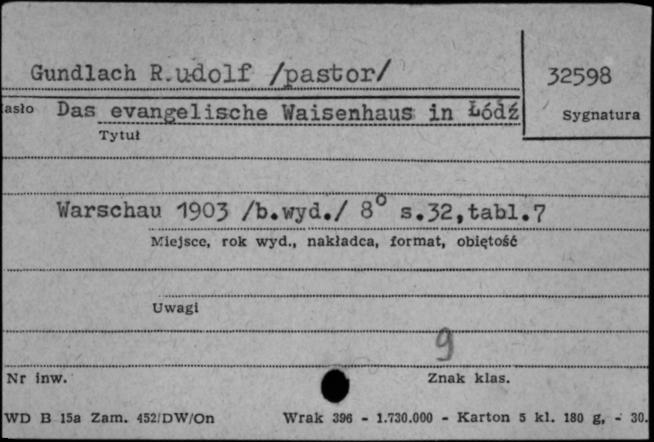 Gundlach R.udolf /pastor/
32598
asło Das evangelische Waisenhaus in Łódź
Sygnatura
Tytuł
Warschau 1903 /b.wyd./ 8° s.32,tabl.7
Miejsce, rok wyd., nakładca, format, obiętość
Uwagi
9
Nr inw.
Znak klas.
WD B 15a Zam. 452/DW/On Wrak 396 - 1.730.000 - Karton 5 kl. 180 g, - 30.